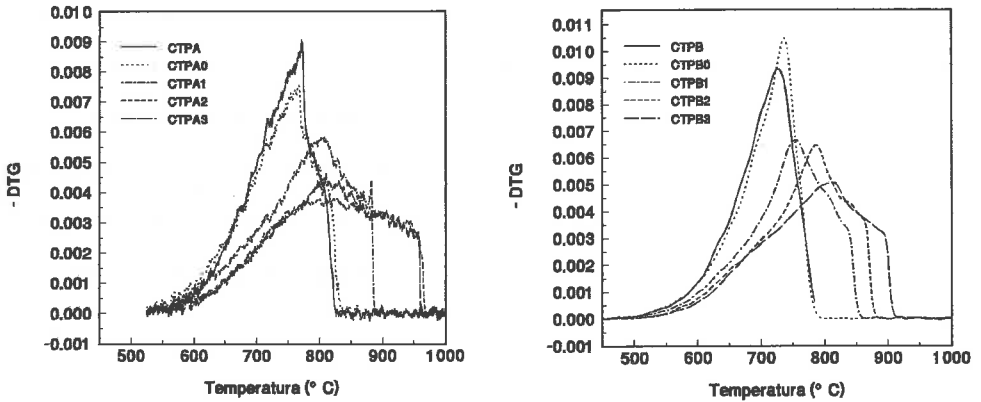 0.010
0.009
0.008
0.007
0.006
0.005
0.004
0.003
0.002
0.001
0.000
-0.001
- DTG
CTPA
CTPA0
CTPA1
CTPA2
CTPA3
500 600 700 800 900 1000
Temperatura (° C)
0.011
0.010
0.009
0.008
0.007
0.006
0.005
0.004
0.003
0.002
0.001
0.000
-0.001
- DTG
CTPB
CTPB0
CTPB1
CTPB2
CTPB3
500 600 700 800 900 1000
Temperatura (° C)